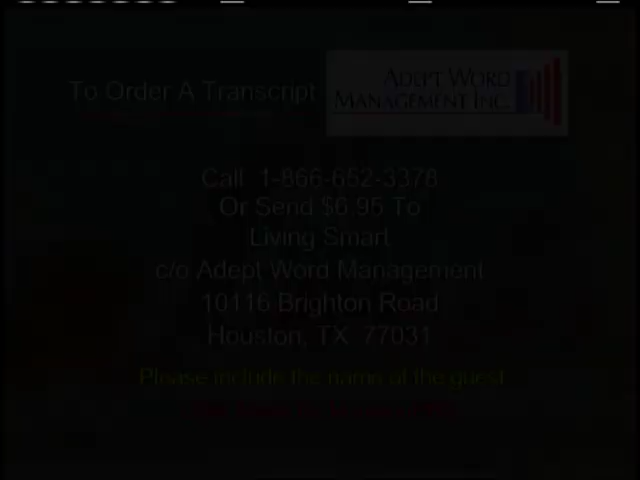 To Order A Transcript
ADEPT WORD
MANAGEMENT INC.
Call 1-866-652-3378
Or Send $6.95 To
Living Smart
c/o Adept Word Management
10116 Brighton Road
Houston, TX 77031
Please include the name of the guest